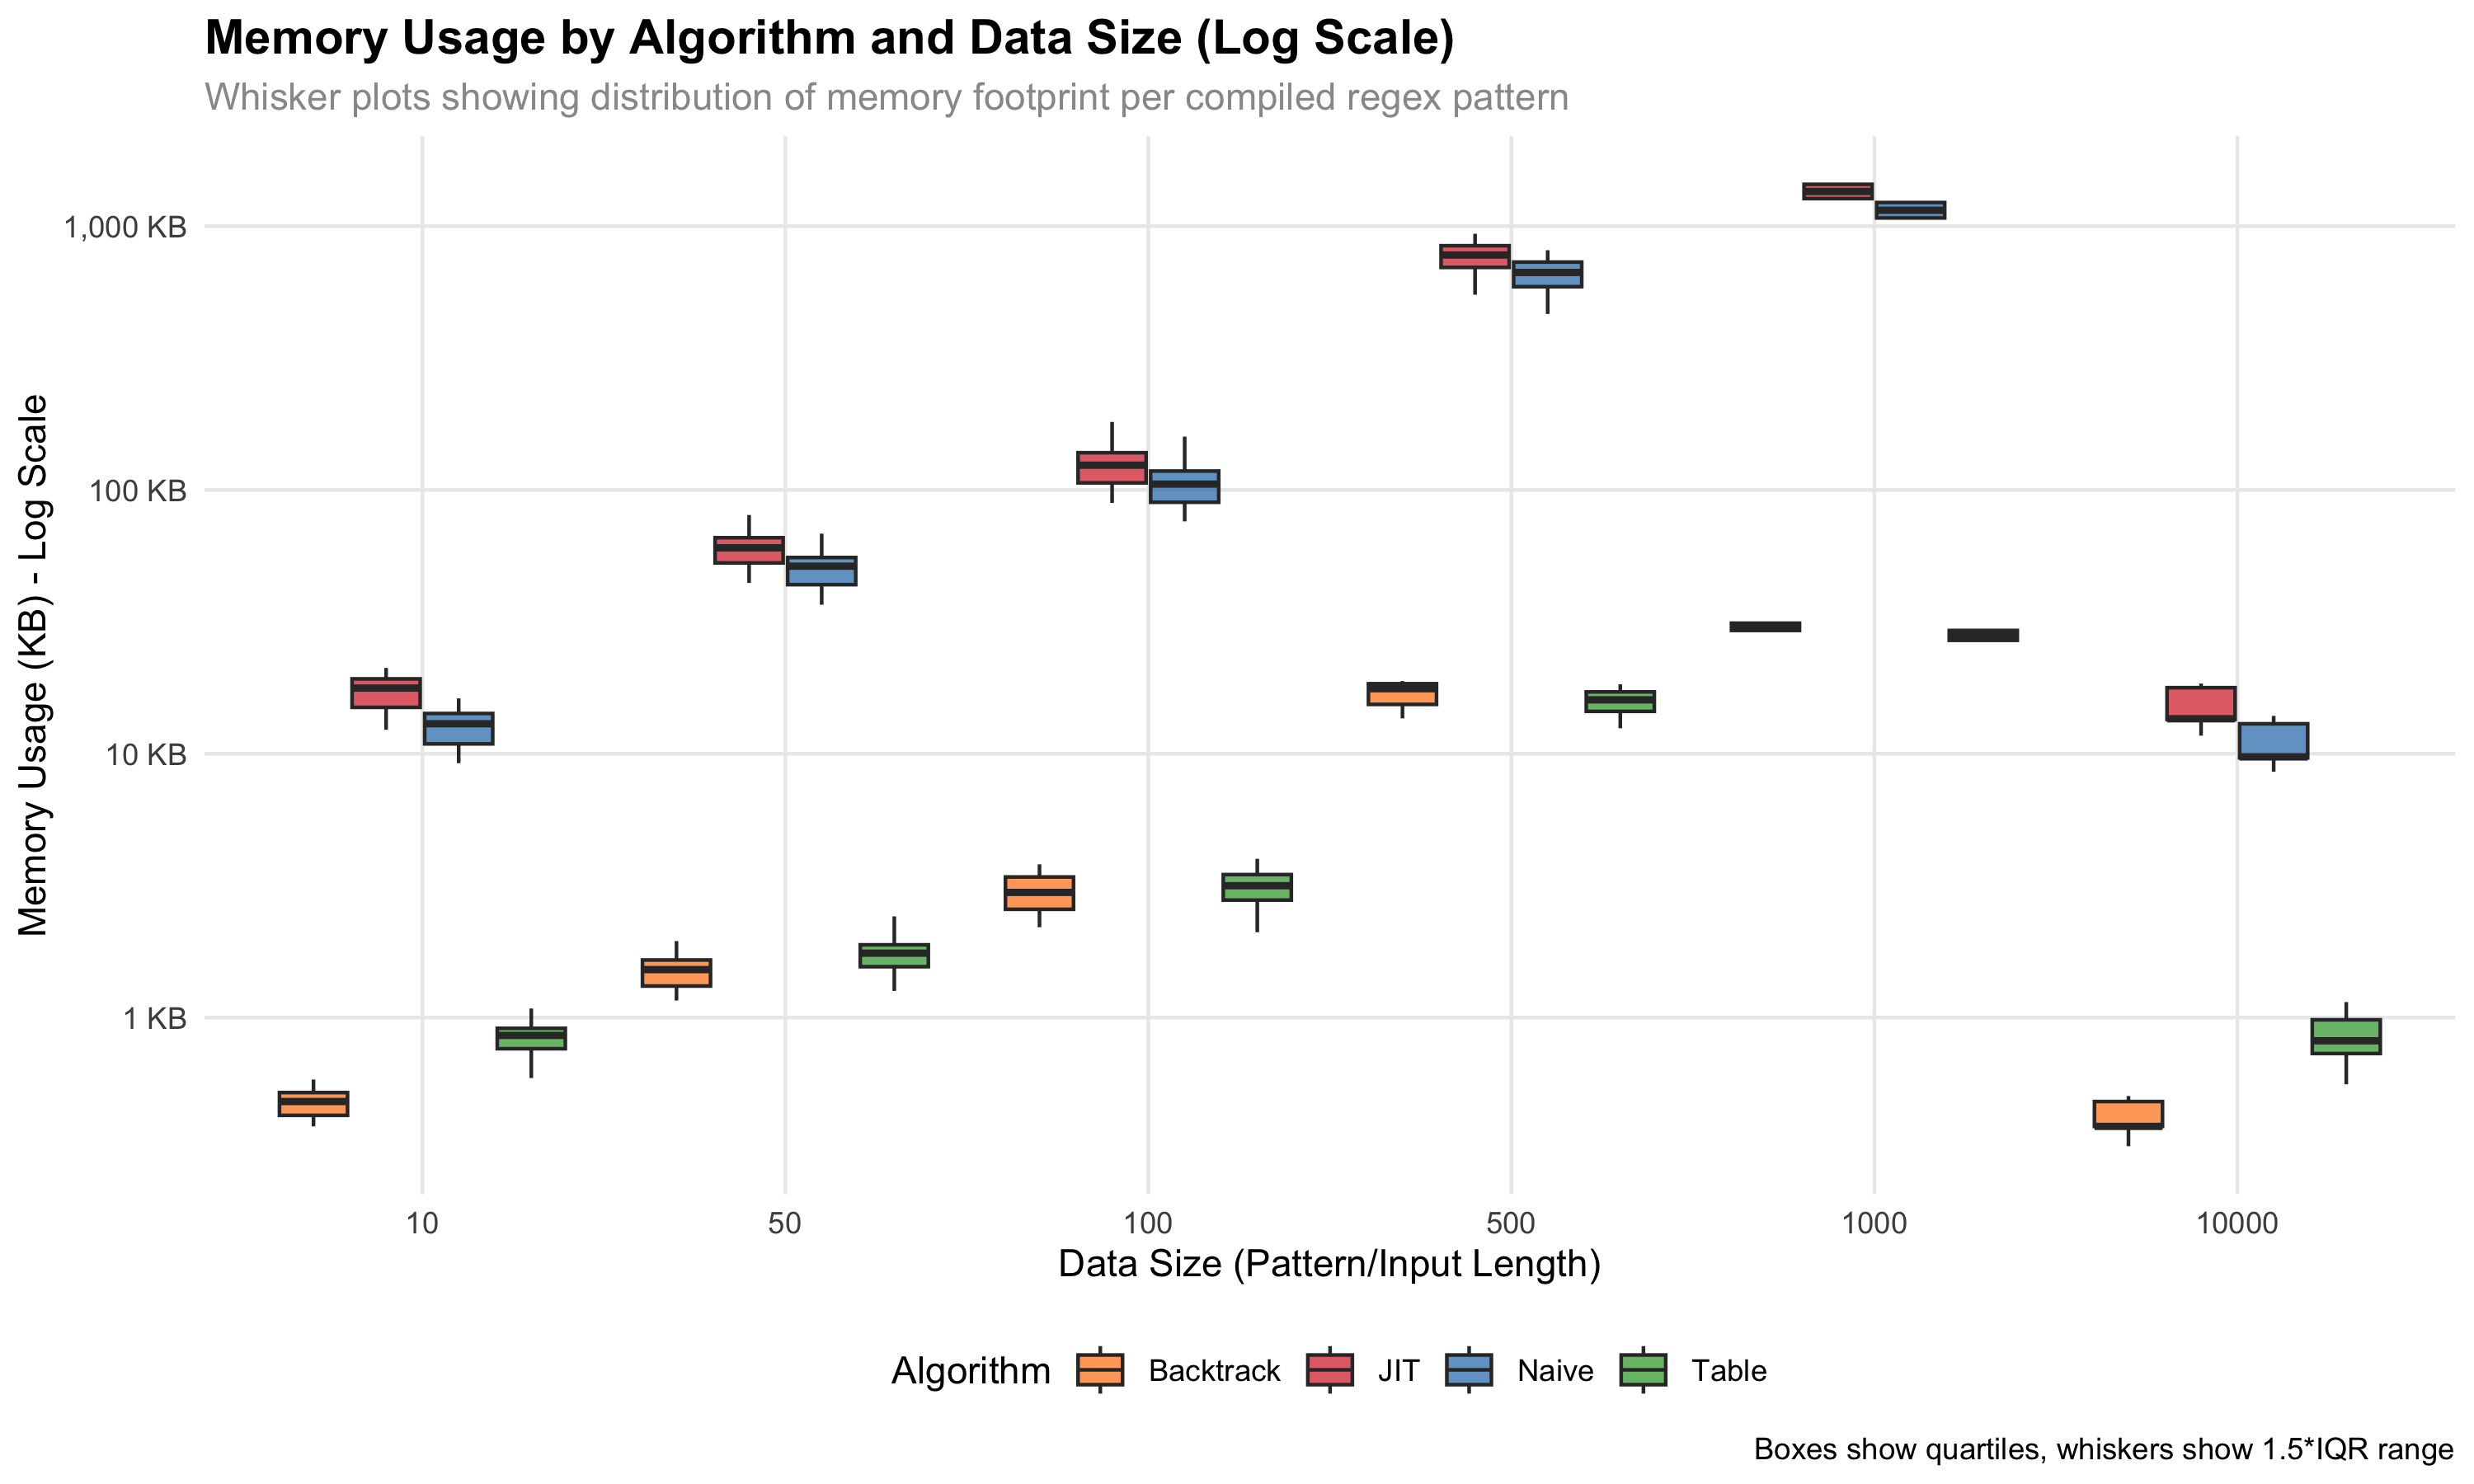 Memory Usage by Algorithm and Data Size (Log Scale)
Whisker plots showing distribution of memory footprint per compiled regex pattern
Memory Usage (KB) - Log Scale
1,000 KB
100 KB
10 KB
1 KB
10 50 100 500 1000 10000
Data Size (Pattern/Input Length)
Algorithm Backtrack JIT Naive Table
Boxes show quartiles, whiskers show 1.5*IQR range